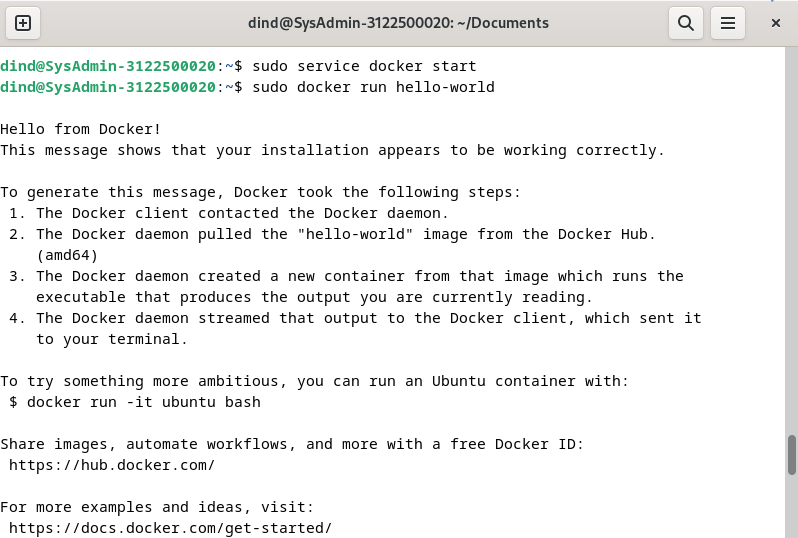 dind@SysAdmin-3122500020: ~/Documents
dind@SysAdmin-3122500020:~$ sudo service docker start
dind@SysAdmin-3122500020:~$ sudo docker run hello-world

Hello from Docker!
This message shows that your installation appears to be working correctly.

To generate this message, Docker took the following steps:
 1. The Docker client contacted the Docker daemon.
 2. The Docker daemon pulled the "hello-world" image from the Docker Hub.
    (amd64)
 3. The Docker daemon created a new container from that image which runs the
    executable that produces the output you are currently reading.
 4. The Docker daemon streamed that output to the Docker client, which sent it
    to your terminal.

To try something more ambitious, you can run an Ubuntu container with:
 $ docker run -it ubuntu bash

Share images, automate workflows, and more with a free Docker ID:
 https://hub.docker.com/

For more examples and ideas, visit:
 https://docs.docker.com/get-started/